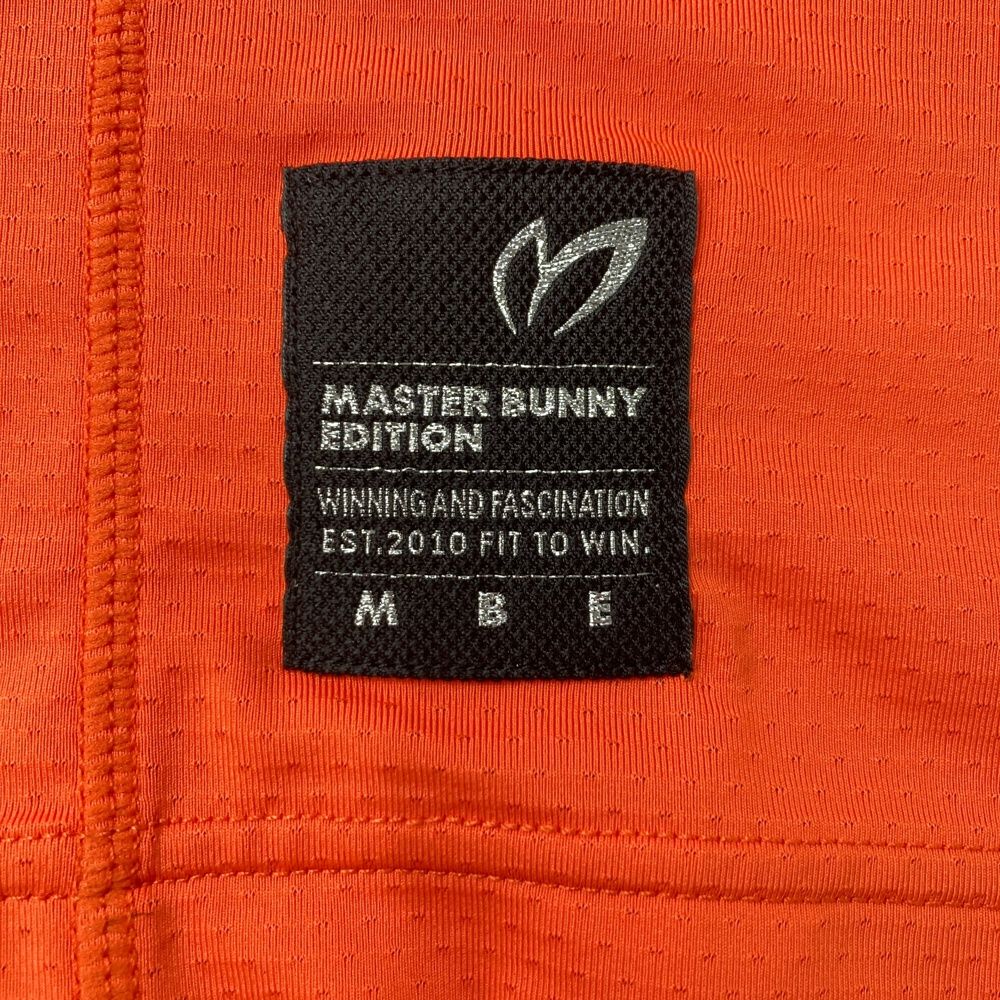 MASTER BUNNY
EDITION
WINNING AND FASCINATION
EST.2010 FIT TO WIN.
M B E